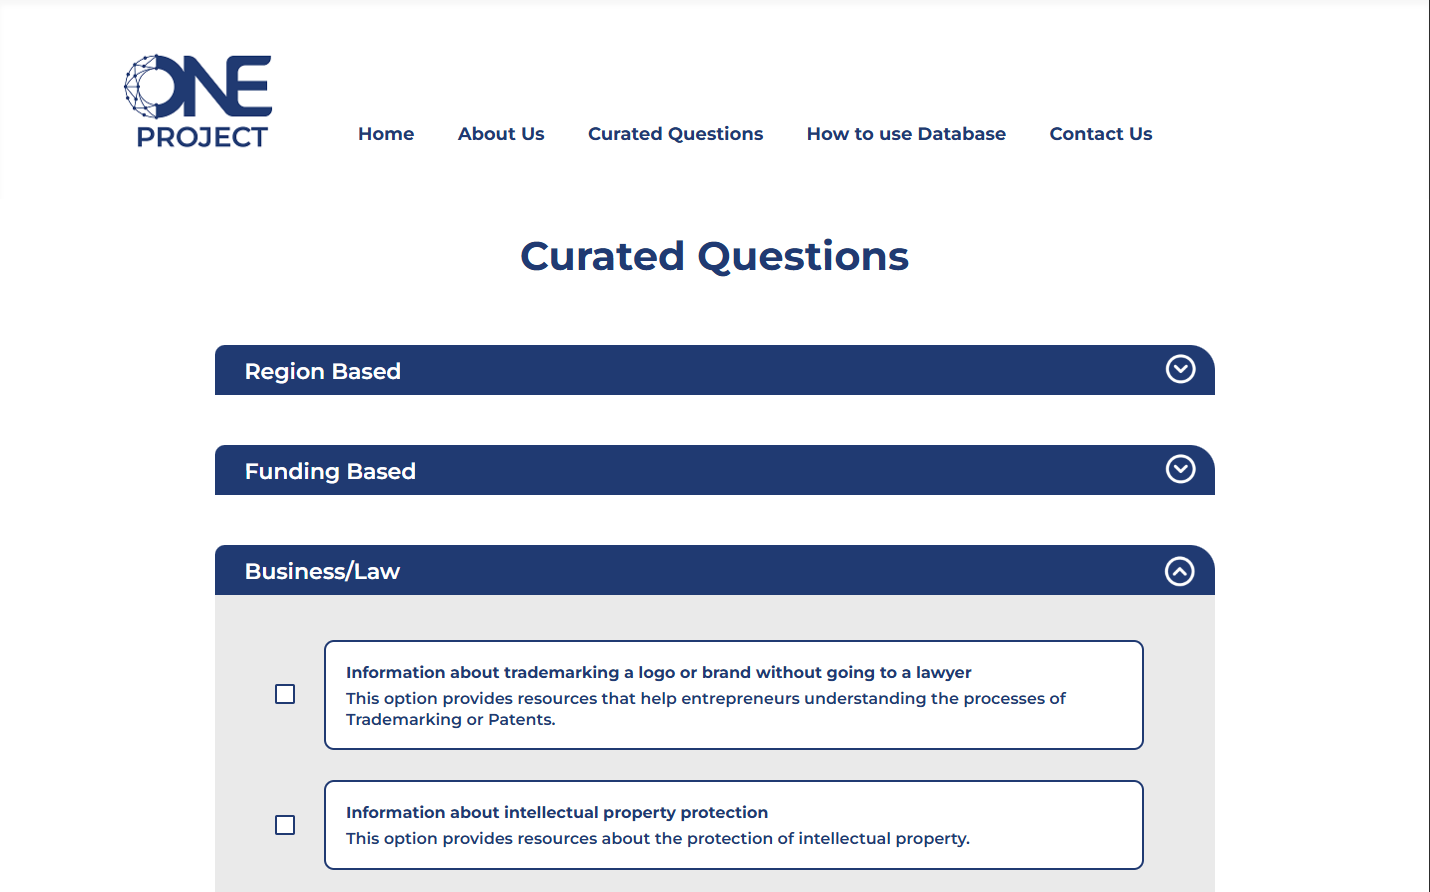 ONE
PROJECT
Home About Us Curated Questions How to use Database Contact Us
Curated Questions
Region Based
Funding Based
Business/Law
Information about trademarking a logo or brand without going to a lawyer
This option provides resources that help entrepreneurs understanding the processes of
Trademarking or Patents.
Information about intellectual property protection
This option provides resources about the protection of intellectual property.